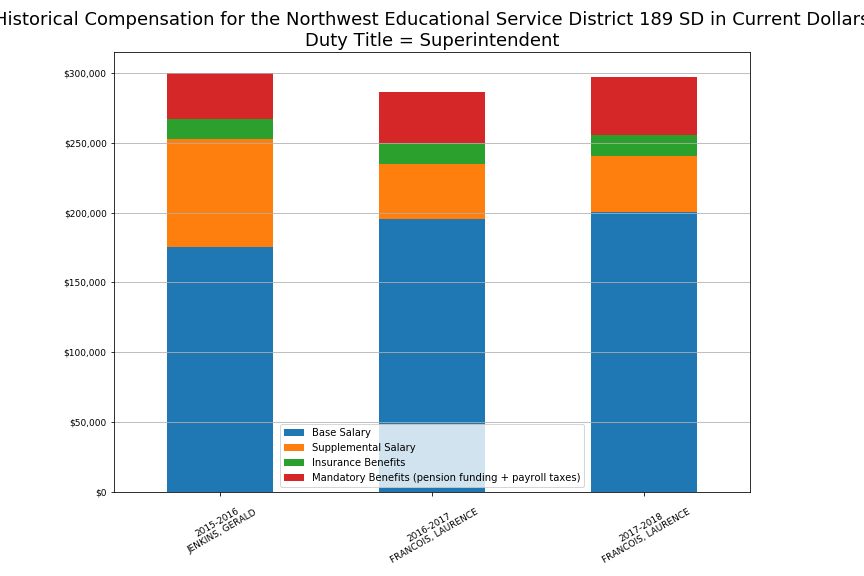 Historical Compensation for the Northwest Educational Service District 189 SD in Current Dollars
Duty Title = Superintendent
$300,000
$250,000
$200,000
$150,000
$100,000
$50,000
$0
Base Salary
Supplemental Salary
Insurance Benefits
Mandatory Benefits (pension funding + payroll taxes)
2015-2016
JENKINS, GERALD
2016-2017
FRANCOIS, LAURENCE
2017-2018
FRANCOIS, LAURENCE